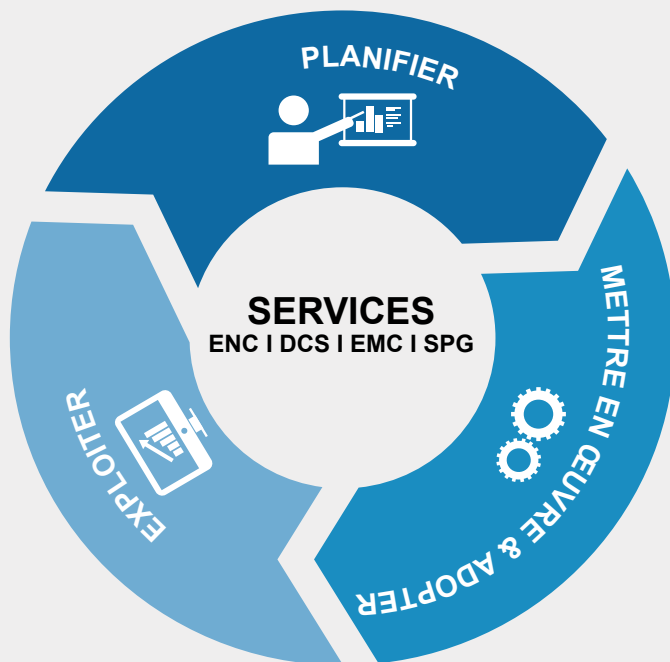 PLANIFIER
SERVICES
ENC I DCS I EMC I SPG
METTRE EN ŒUVRE & ADOPTER
EXPLOITER